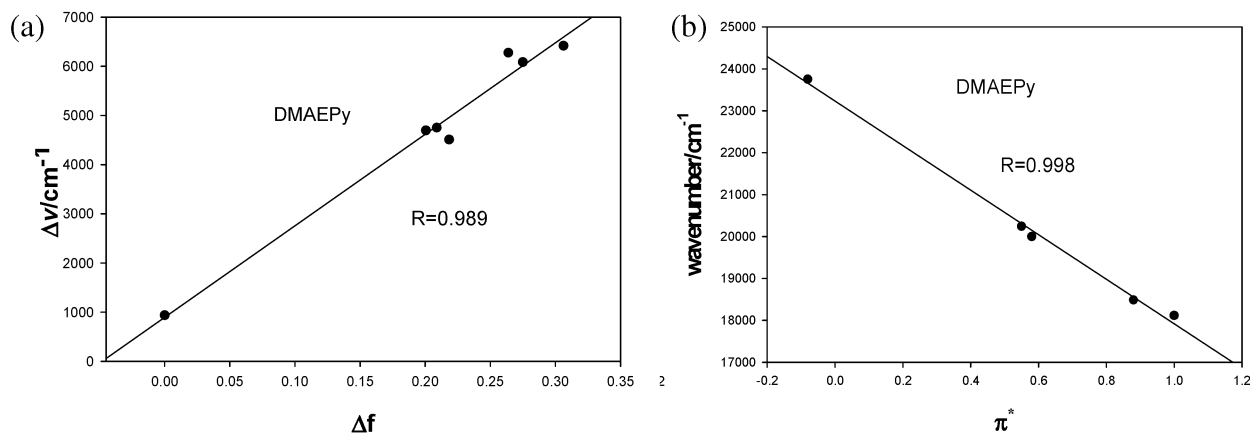 (a)
7000
6000
5000
4000
3000
2000
1000
0
Δν/cm-1
DMAEPy
R=0.989
0.00 0.05 0.10 0.15 0.20 0.25 0.30 0.35
Δf
2
(b)
25000
24000
23000
22000
21000
20000
19000
18000
17000
wavenumber/cm-1
DMAEPy
R=0.998
-0.2 0.0 0.2 0.4 0.6 0.8 1.0 1.2
π*